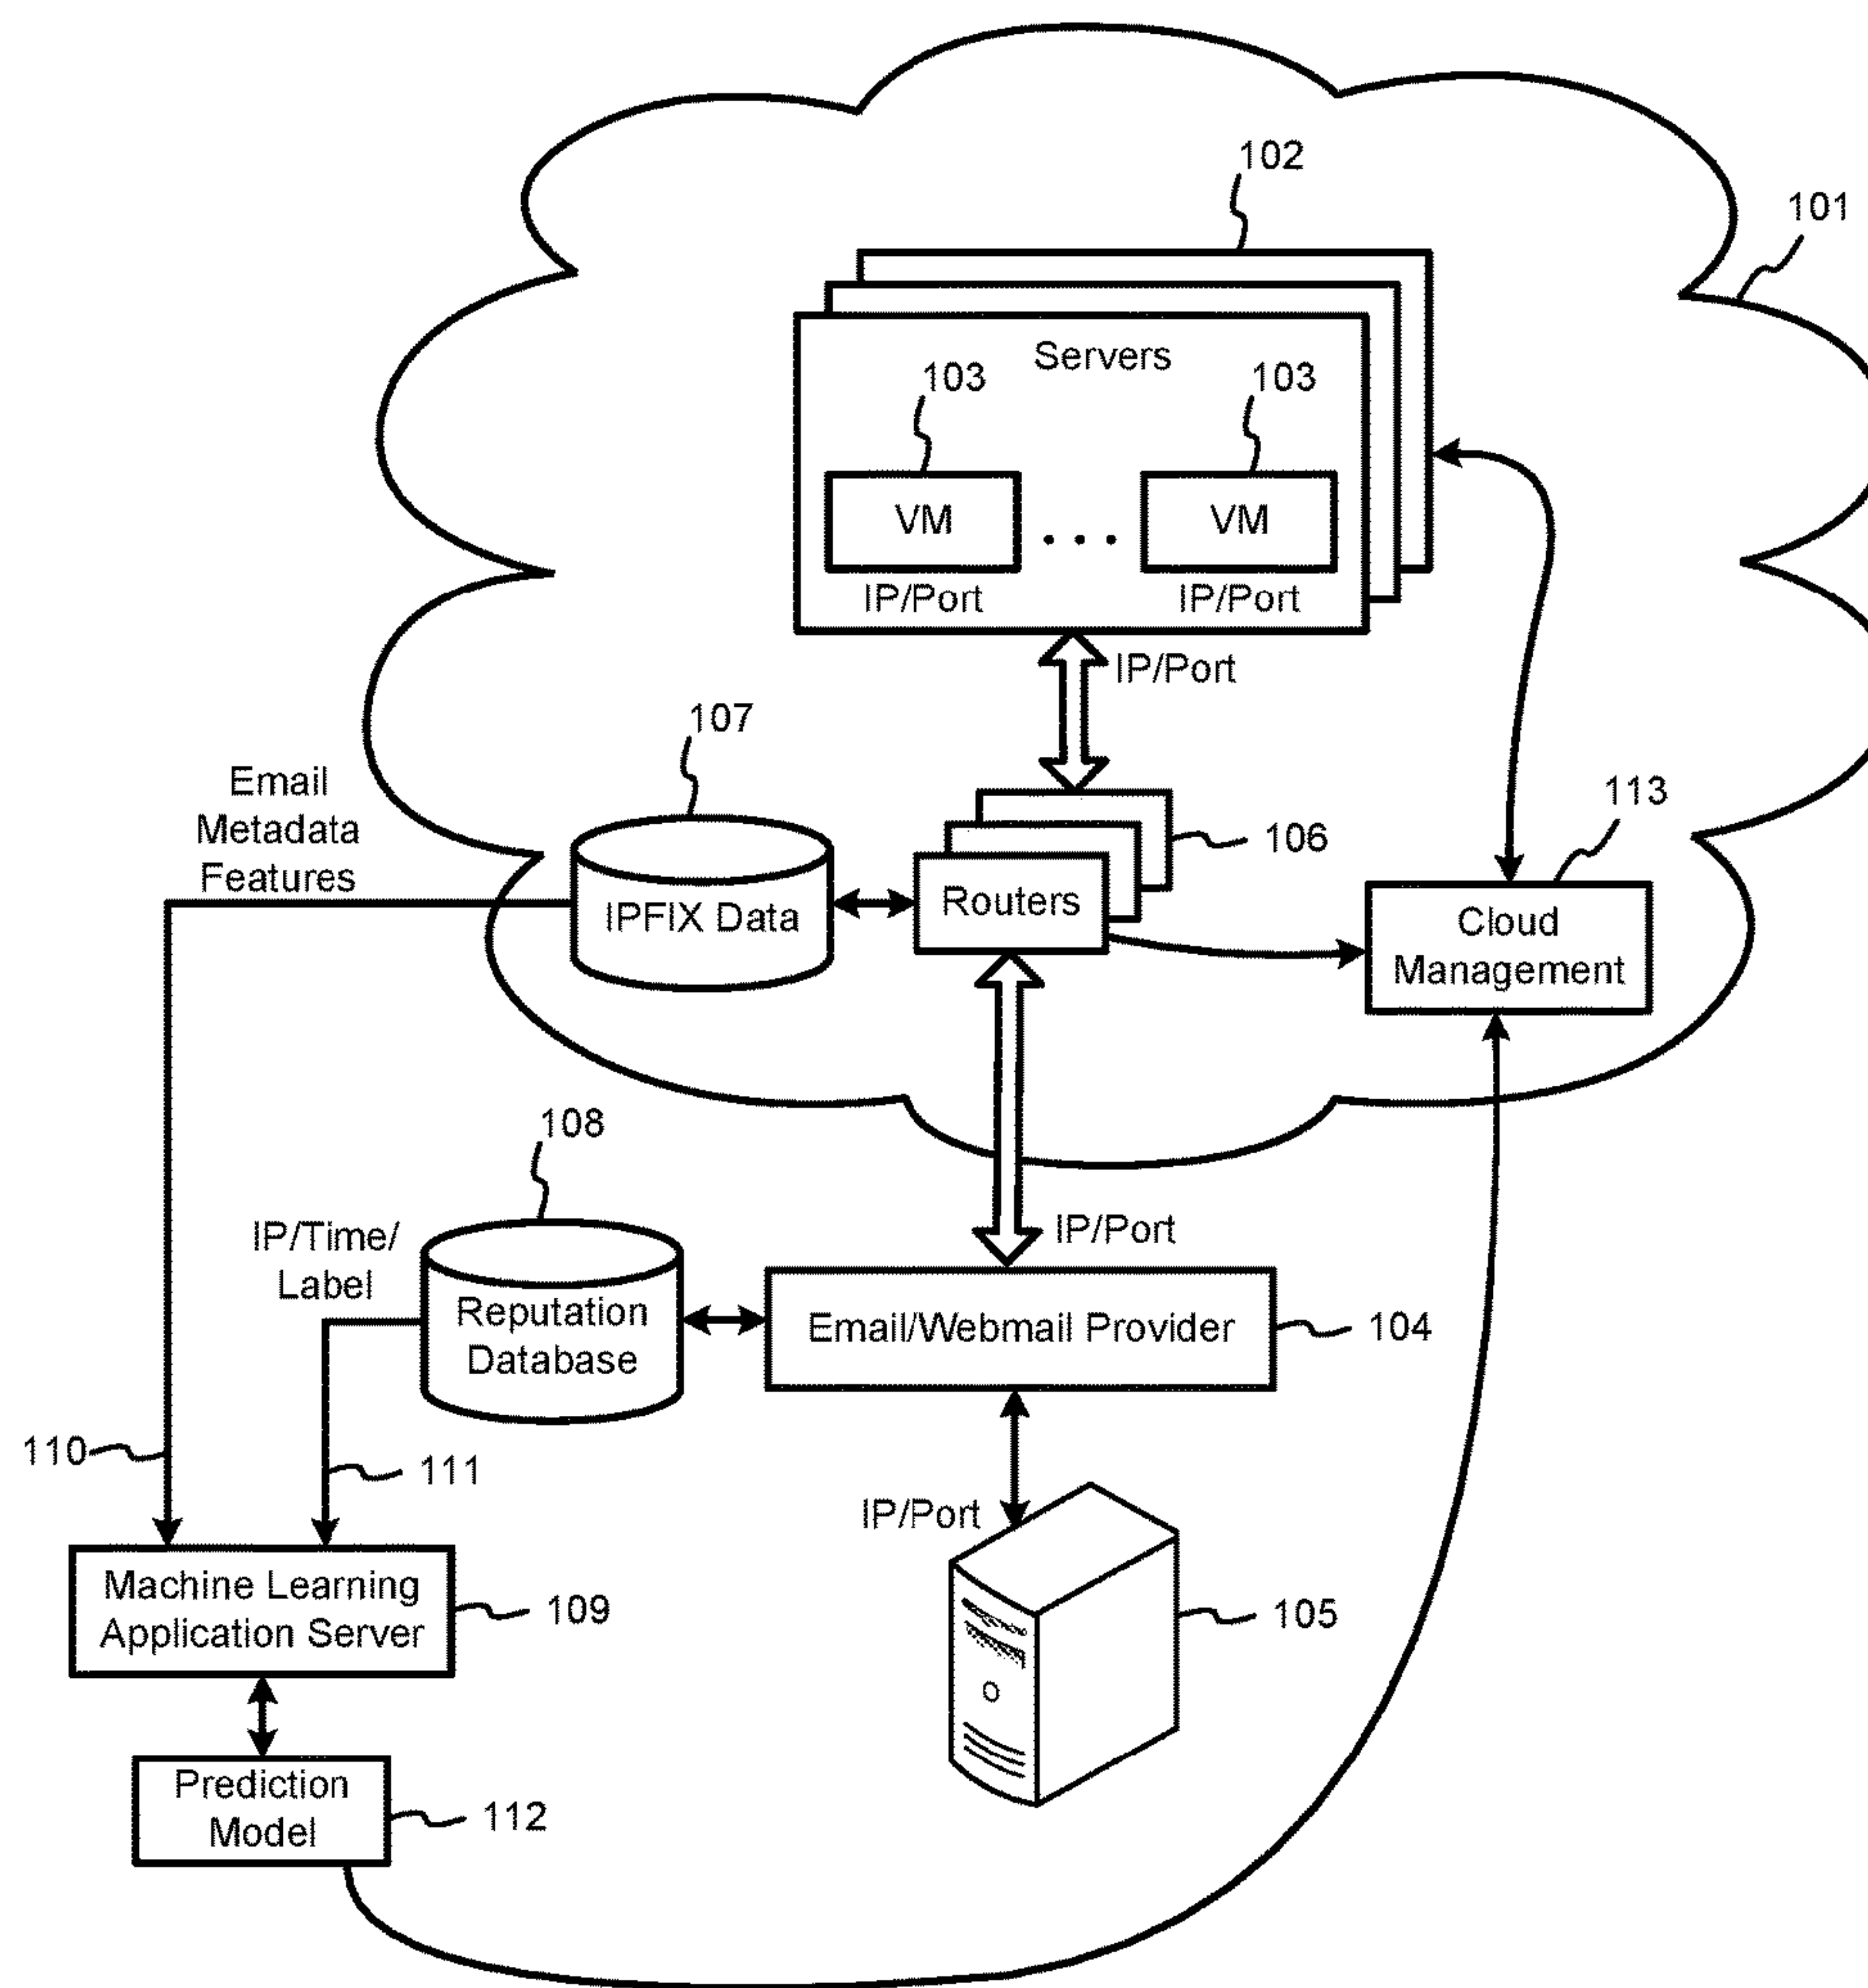 102
101
Servers
103
103
VM
. . .
VM
IP/Port
IP/Port
IP/Port
107
Email
Metadata
Features
113
106
IPFIX Data
Routers
Cloud
Management
108
IP/Time/
Label
IP/Port
Reputation
Database
Email/Webmail Provider
104
110
111
IP/Port
Machine Learning
Application Server
109
105
Prediction
Model
112